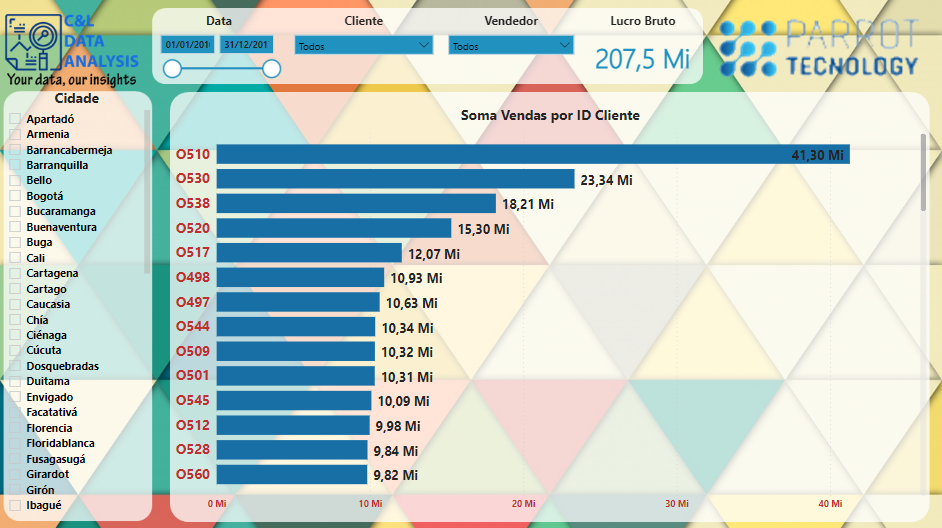 C&L
DATA
ANALYSIS
Your data, our insights
Data
Cliente
Vendedor
Lucro Bruto
01/01/201
31/12/201
Todos
Todos
207,5 Mi
PARROT
TECNOLOGY
Cidade
Apartadó
Armenia
Barrancabermeja
Barranquilla
Bello
Bogotá
Bucaramanga
Buenaventura
Buga
Cali
Cartagena
Cartago
Caucasia
Chía
Ciénaga
Cúcuta
Dosquebradas
Duitama
Envigado
Facatativá
Florencia
Floridablanca
Fusagasugá
Girardot
Girón
Ibagué
Soma Vendas por ID Cliente
O510 41,30 Mi
O530 23,34 Mi
O538 18,21 Mi
O520 15,30 Mi
O517 12,07 Mi
O498 10,93 Mi
O497 10,63 Mi
O544 10,34 Mi
O509 10,32 Mi
O501 10,31 Mi
O545 10,09 Mi
O512 9,98 Mi
O528 9,84 Mi
O560 9,82 Mi
0 Mi 10 Mi 20 Mi 30 Mi 40 Mi